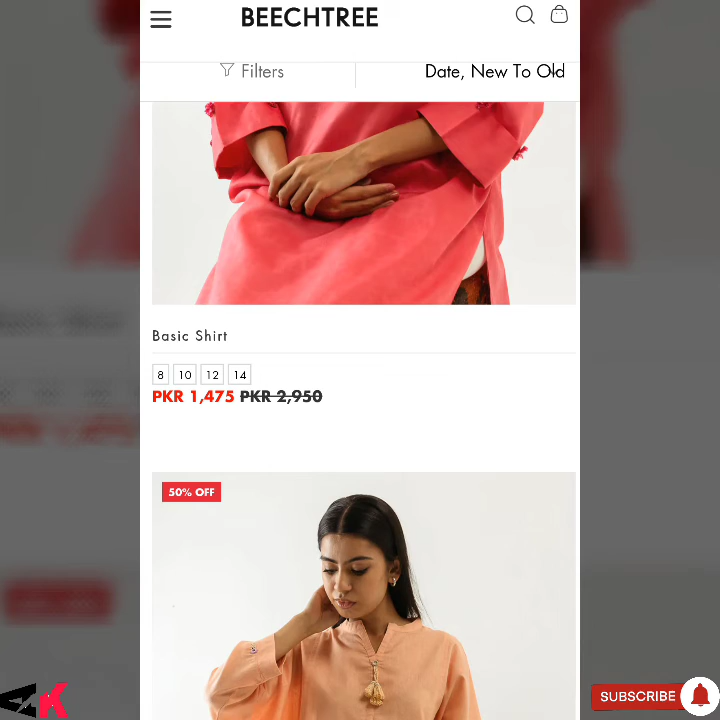 BEECHTREE
Filters
Date, New To Old
Basic Shirt
8 10 12 14
PKR 1,475 PKR 2,950
50% OFF
AK
SUBSCRIBE